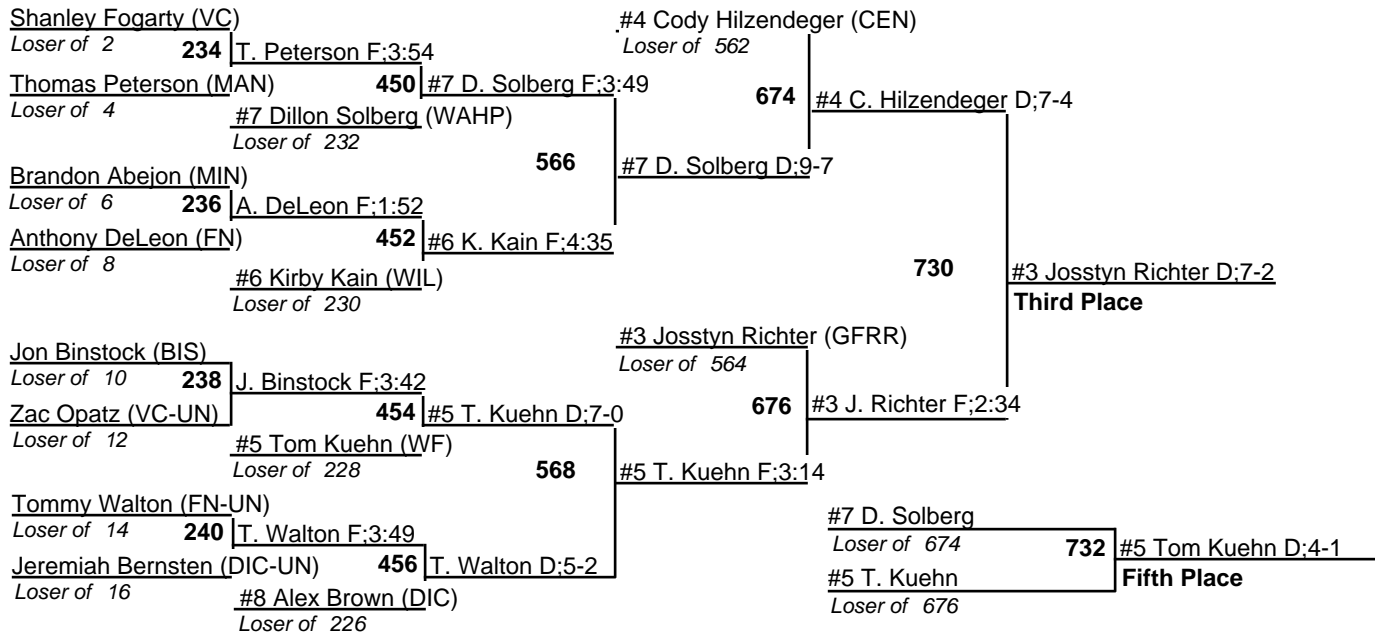 Shanley Fogarty (VC)
Loser of 2
234
T. Peterson F;3:54
Thomas Peterson (MAN)
Loser of 4
450
#7 D. Solberg F;3:49
#7 Dillon Solberg (WAHP)
Loser of 232
Brandon Abejon (MIN)
Loser of 6
236
A. DeLeon F;1:52
Anthony DeLeon (FN)
Loser of 8
452
#6 K. Kain F;4:35
#6 Kirby Kain (WIL)
Loser of 230
566
#7 D. Solberg D;9-7
#4 Cody Hilzendeger (CEN)
Loser of 562
674
#4 C. Hilzendeger D;7-4
Jon Binstock (BIS)
Loser of 10
238
J. Binstock F;3:42
Zac Opatz (VC-UN)
Loser of 12
454
#5 T. Kuehn D;7-0
#5 Tom Kuehn (WF)
Loser of 228
Tommy Walton (FN-UN)
Loser of 14
240
T. Walton F;3:49
Jeremiah Bernsten (DIC-UN)
Loser of 16
456
T. Walton D;5-2
#8 Alex Brown (DIC)
Loser of 226
568
#5 T. Kuehn F;3:14
#3 Josstyn Richter (GFRR)
Loser of 564
676
#3 J. Richter F;2:34
730
#3 Josstyn Richter D;7-2
Third Place
#7 D. Solberg
Loser of 674
732
#5 Tom Kuehn D;4-1
#5 T. Kuehn
Fifth Place
Loser of 676